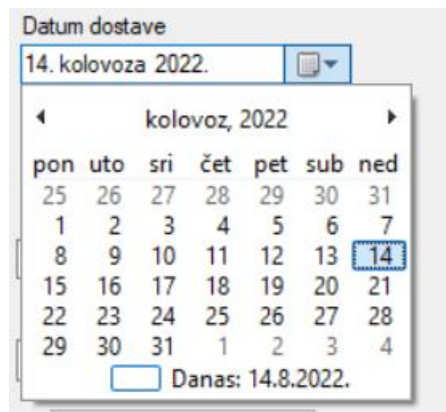 Datum dostave
14. kolovoza 2022.
kolovoz, 2022
pon uto sri čet pet sub ned
25 26 27 28 29 30 31
1 2 3 4 5 6 7
8 9 10 11 12 13 14
15 16 17 18 19 20 21
22 23 24 25 26 27 28
29 30 31 1 2 3 4
Danas: 14.8.2022.